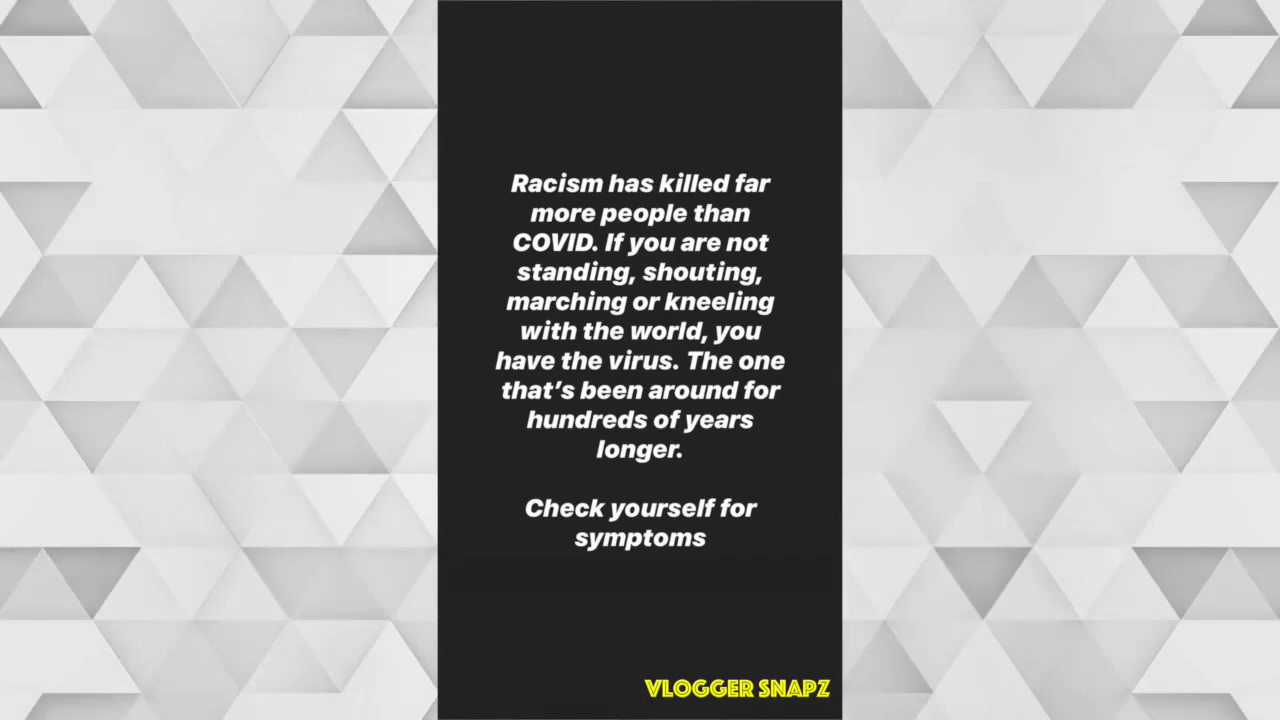 Racism has killed far
more people than
COVID. If you are not
standing, shouting,
marching or kneeling
with the world, you
have the virus. The one
that’s been around for
hundreds of years
longer.
Check yourself for
symptoms
VLOGGER SNAPZ